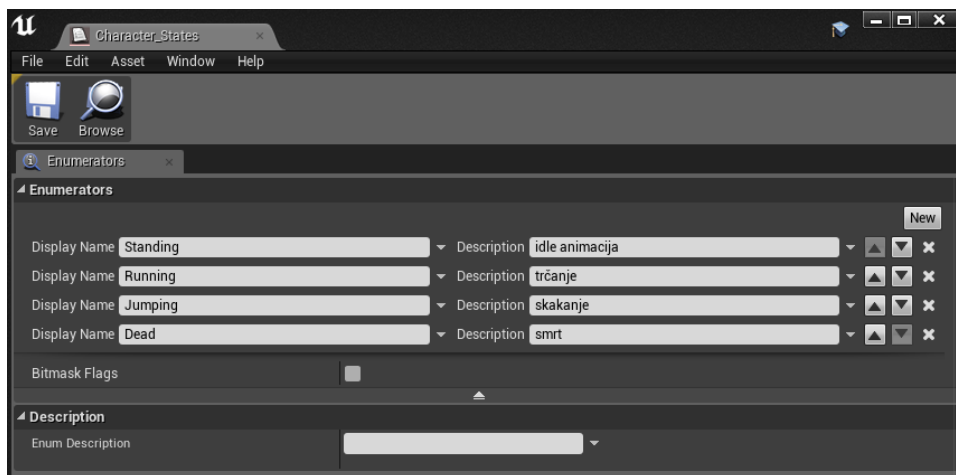 Character_States
File Edit Asset Window Help
Save Browse
Enumerators
Enumerators
New
Display Name Standing Description idle animacija
Display Name Running Description trčanje
Display Name Jumping Description skakanje
Display Name Dead Description smrt
Bitmask Flags
Description
Enum Description